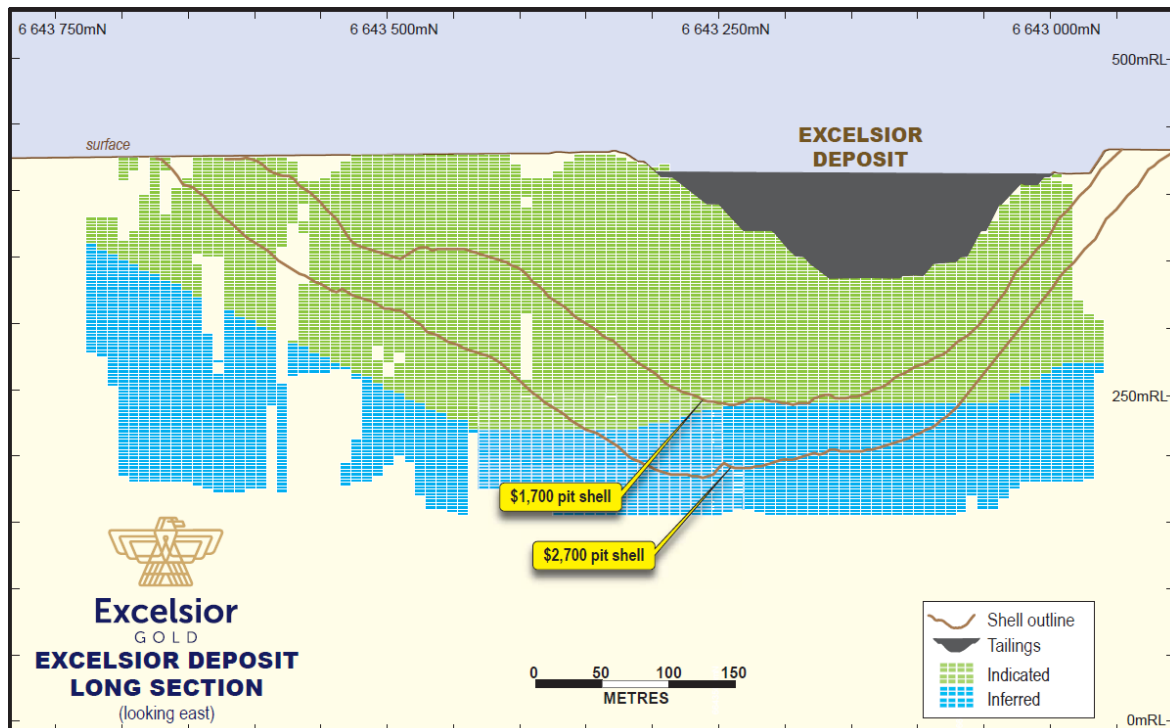 6 643 750mN
6 643 500mN
6 643 250mN
6 643 000mN
500mRL
surface
EXCELSIOR
DEPOSIT
250mRL
$1,700 pit shell
$2,700 pit shell
Excelsior
GOLD
EXCELSIOR DEPOSIT
LONG SECTION
(looking east)
0 50 100 150
METRES
Shell outline
Tailings
Indicated
Inferred
0mRL